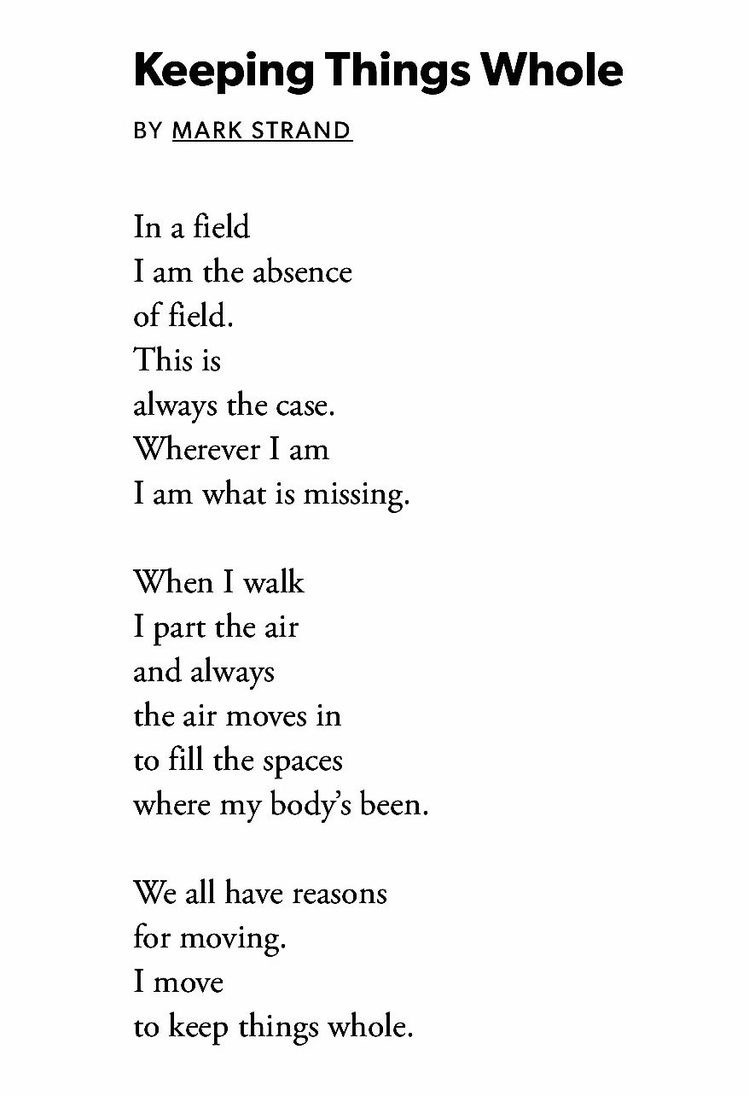 Keeping Things Whole
BY MARK STRAND
In a field
I am the absence
of field.
This is
always the case.
Wherever I am
I am what is missing.
When I walk
I part the air
and always
the air moves in
to fill the spaces
where my body’s been.
We all have reasons
for moving.
I move
to keep things whole.